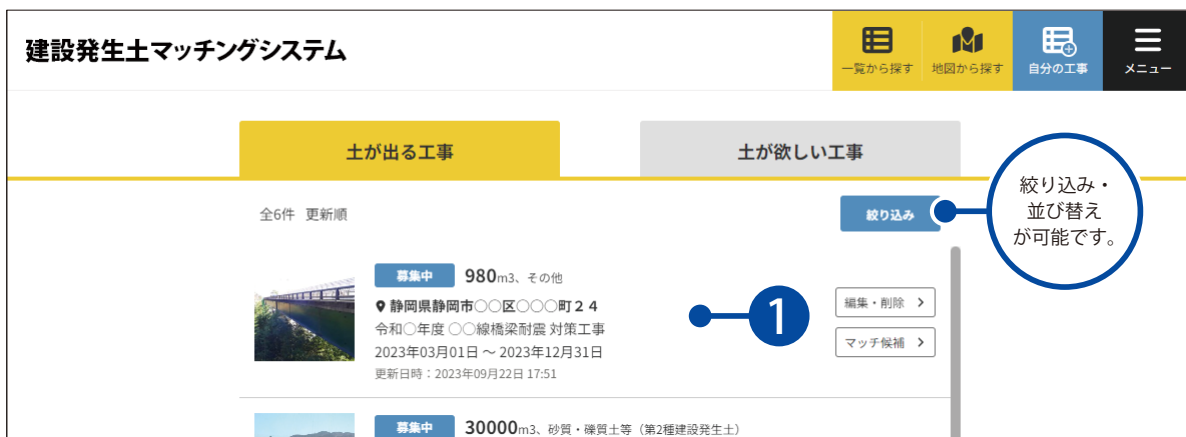 建設発生土マッチングシステム
一覧から探す
地図から探す
自分の工事
メニュー
土が出る工事
土が欲しい工事
全6件 更新順
絞り込み
絞り込み・
並び替え
が可能です。
募集中 980m3、その他
静岡県静岡市○○区○○○町２４
令和○年度 ○○線橋梁耐震 対策工事
2023年03月01日 ～ 2023年12月31日
更新日時：2023年09月22日 17:51
1
編集・削除
マッチ候補
募集中 30000m3、砂質・礫質土等（第2種建設発生土）